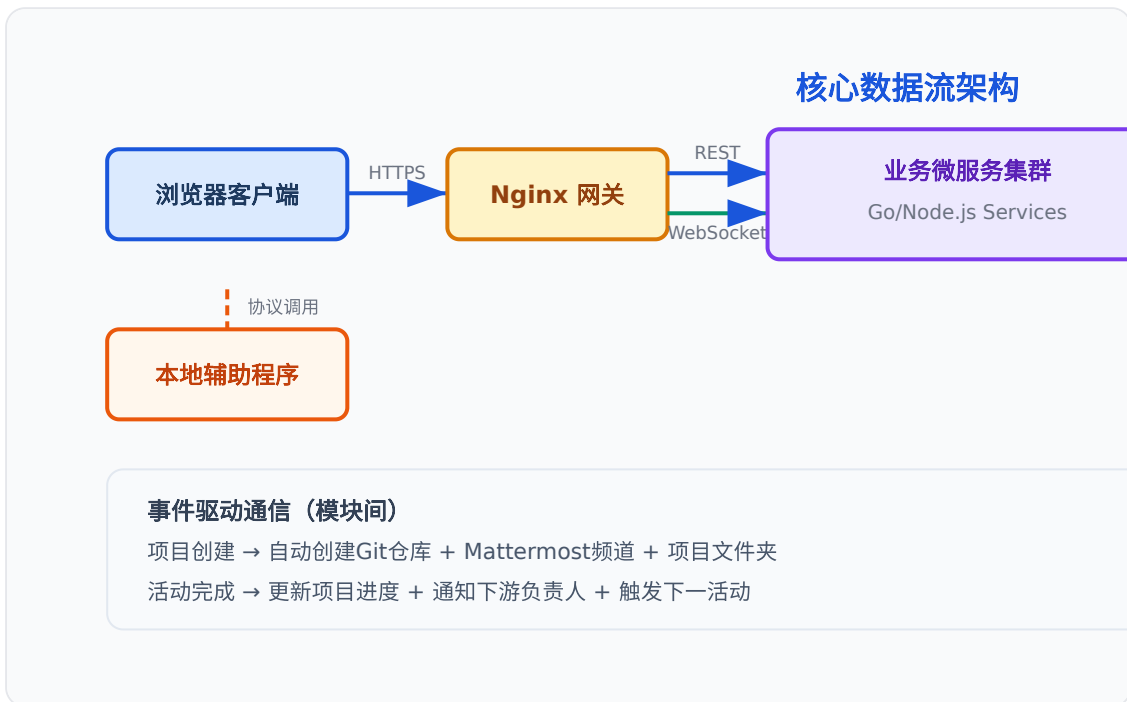 核心数据流架构
浏览器客户端
HTTPS
Nginx 网关
REST
WebSocket
业务微服务集群
Go/Node.js Services
协议调用
本地辅助程序
事件驱动通信（模块间）
项目创建 → 自动创建Git仓库 + Mattermost频道 + 项目文件夹
活动完成 → 更新项目进度 + 通知下游负责人 + 触发下一活动